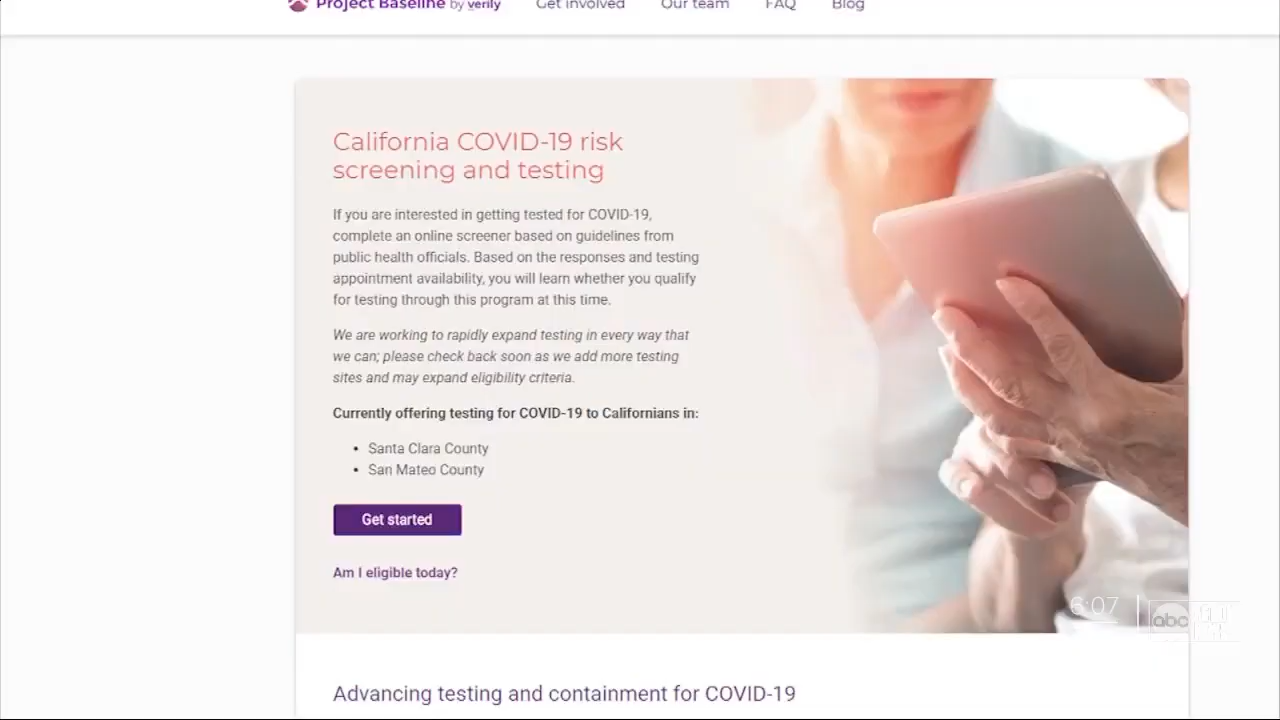 Project Baseline by verily Get involved Our team FAQ Blog
California COVID-19 risk
screening and testing
If you are interested in getting tested for COVID-19,
complete an online screener based on guidelines from
public health officials. Based on the responses and testing
appointment availability, you will learn whether you qualify
for testing through this program at this time.
We are working to rapidly expand testing in every way that
we can; please check back soon as we add more testing
sites and may expand eligibility criteria.
Currently offering testing for COVID-19 to Californians in:
• Santa Clara County
• San Mateo County
Get started
Am I eligible today?
6:07 abc
Advancing testing and containment for COVID-19